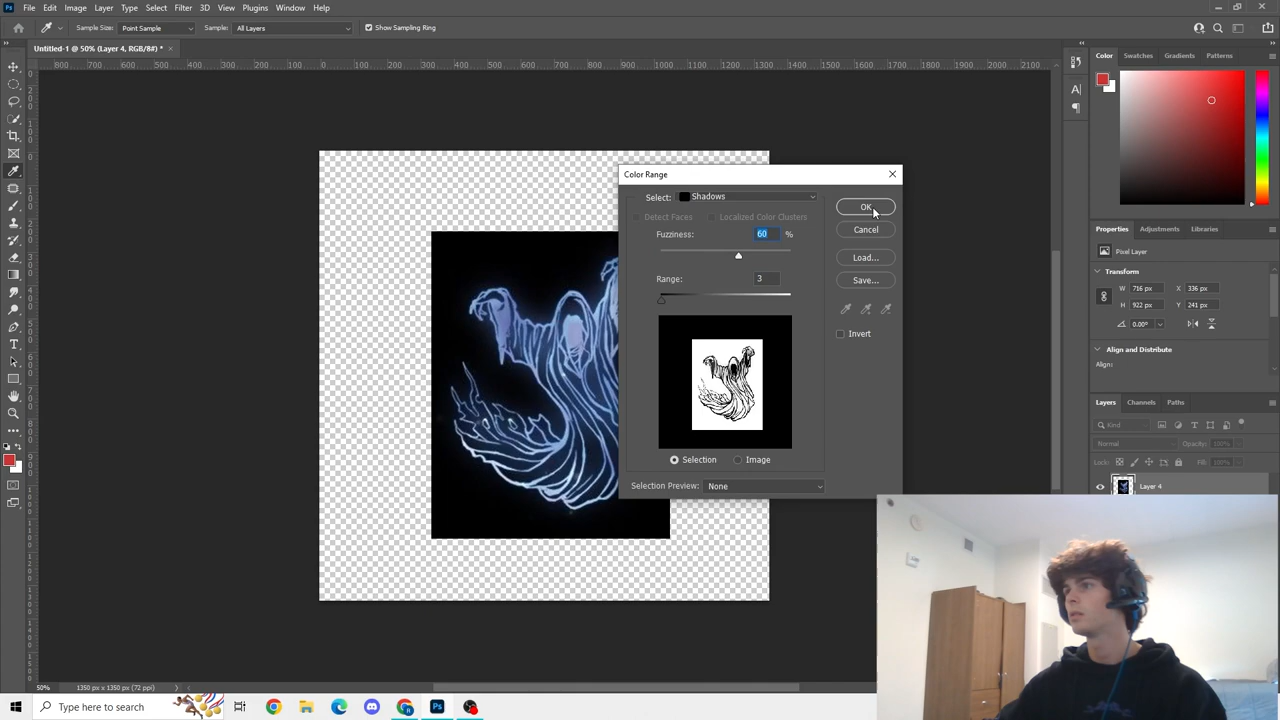 Ps File Edit Image Layer Type Select Filter 3D View Plugins Window Help
Sample Size: Point Sample Sample: All Layers Show Sampling Ring
Untitled-1 @ 50% (Layer 4, RGB/8#) * ×
800 700 600 500 400 300 200 100 0 100 200 300 400 500 600 700 800 900 1000 1100 1200 1300 1400 1500 1600 1700 1800 1900 2000 2100
Color Swatches Gradients Patterns
Color Range
Select: Shadows
OK
Detect Faces Localized Color Clusters
Cancel
Fuzziness: 60 %
Load...
Range: 3
Save...
Invert
Selection Image
Selection Preview: None
Properties Adjustments Libraries
Pixel Layer
Transform
W 716 px X 336 px
H 922 px Y 241 px
0.00°
Align and Distribute
Align:
Layers Channels Paths
Kind
Normal Opacity: 100%
Lock: Fill: 100%
Layer 4
50% 1350 px x 1350 px (72 ppi)
Type here to search